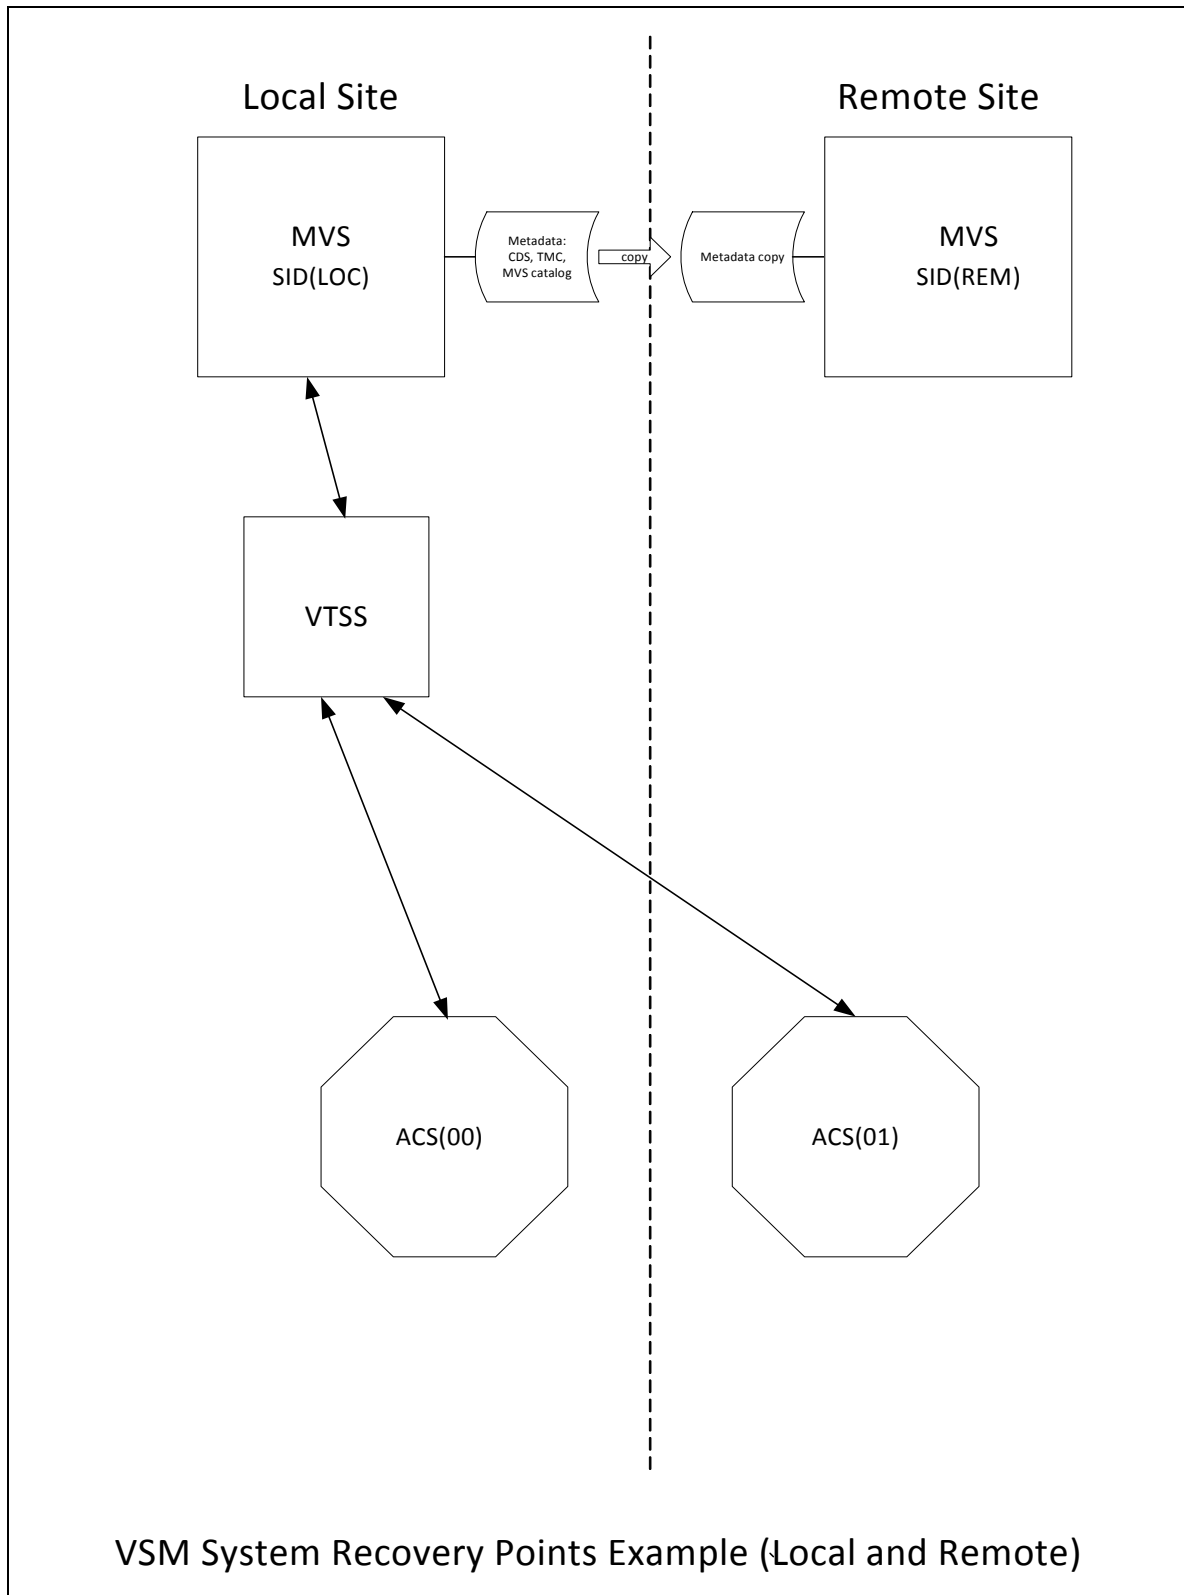 Local Site
Remote Site
MVS
SID(LOC)
Metadata:
CDS, TMC,
MVS catalog
copy
Metadata copy
MVS
SID(REM)
VTSS
ACS(00)
ACS(01)
VSM System Recovery Points Example (Local and Remote)